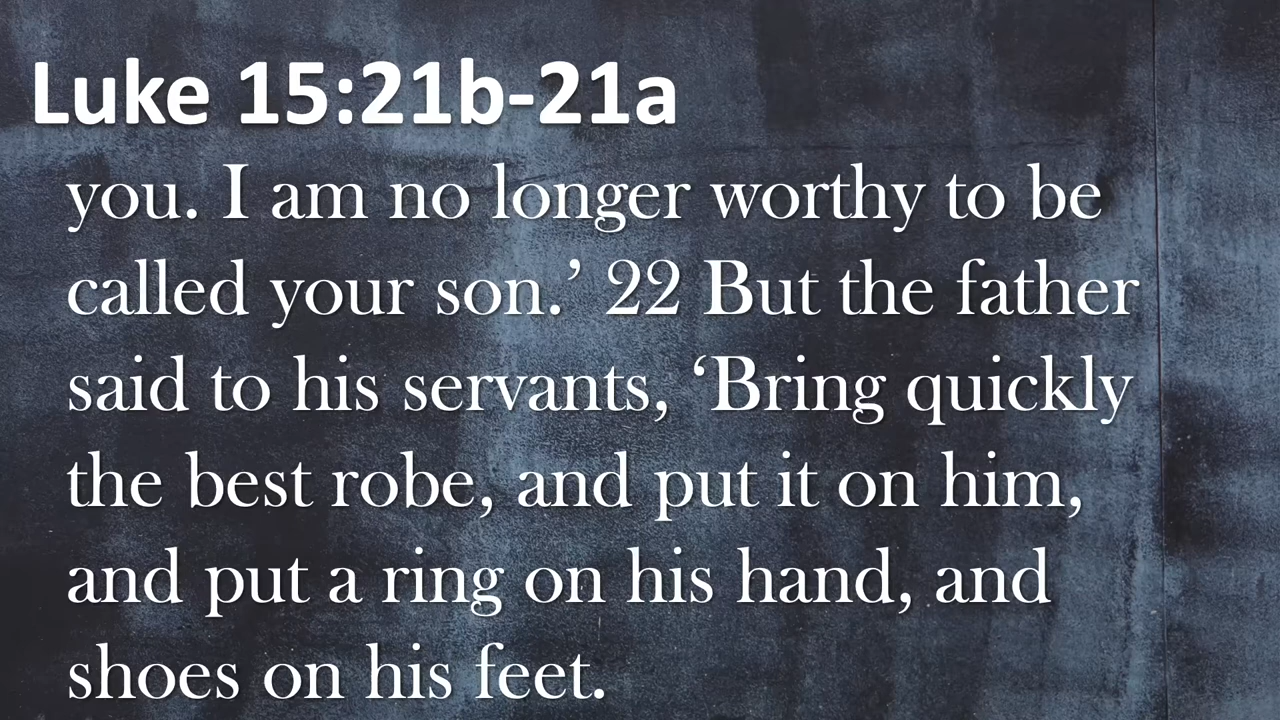 Luke 15:21b-21a
you. I am no longer worthy to be
called your son.’ 22 But the father
said to his servants, ‘Bring quickly
the best robe, and put it on him,
and put a ring on his hand, and
shoes on his feet.